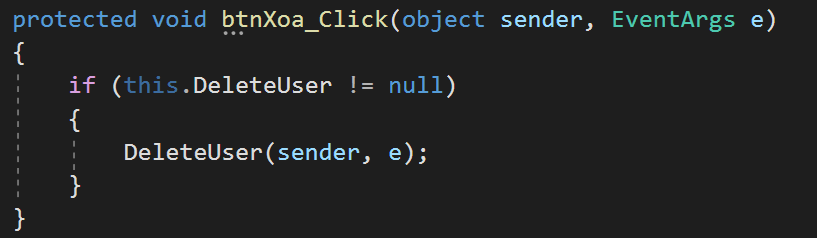 protected void btnXoa_Click(object sender, EventArgs e)
{
    if (this.DeleteUser != null)
    {
        DeleteUser(sender, e);
    }
}